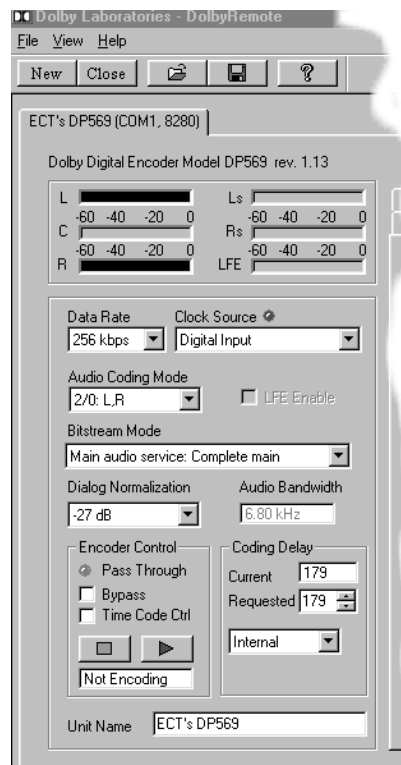 Dolby Laboratories - DolbyRemote
File View Help
New Close
ECT's DP569 (COM1, 8280)
Dolby Digital Encoder Model DP569 rev. 1.13
L Ls
-60 -40 -20 0 -60 -40 -20 0
C Rs
-60 -40 -20 0 -60 -40 -20 0
R LFE
Data Rate Clock Source
256 kbps Digital Input
Audio Coding Mode
2/0: L,R LFE Enable
Bitstream Mode
Main audio service: Complete main
Dialog Normalization Audio Bandwidth
-27 dB 6.80 kHz
Encoder Control Coding Delay
Pass Through Current 179
Bypass Requested 179
Time Code Ctrl
Internal
Not Encoding
Unit Name ECT's DP569